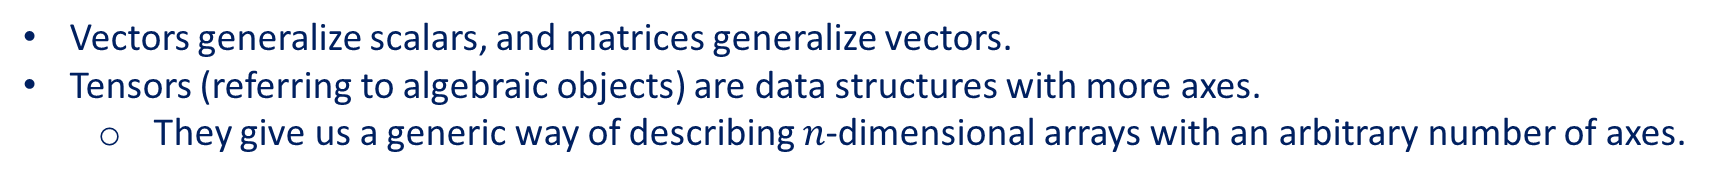 • Vectors generalize scalars, and matrices generalize vectors.
• Tensors (referring to algebraic objects) are data structures with more axes.
○ They give us a generic way of describing n-dimensional arrays with an arbitrary number of axes.